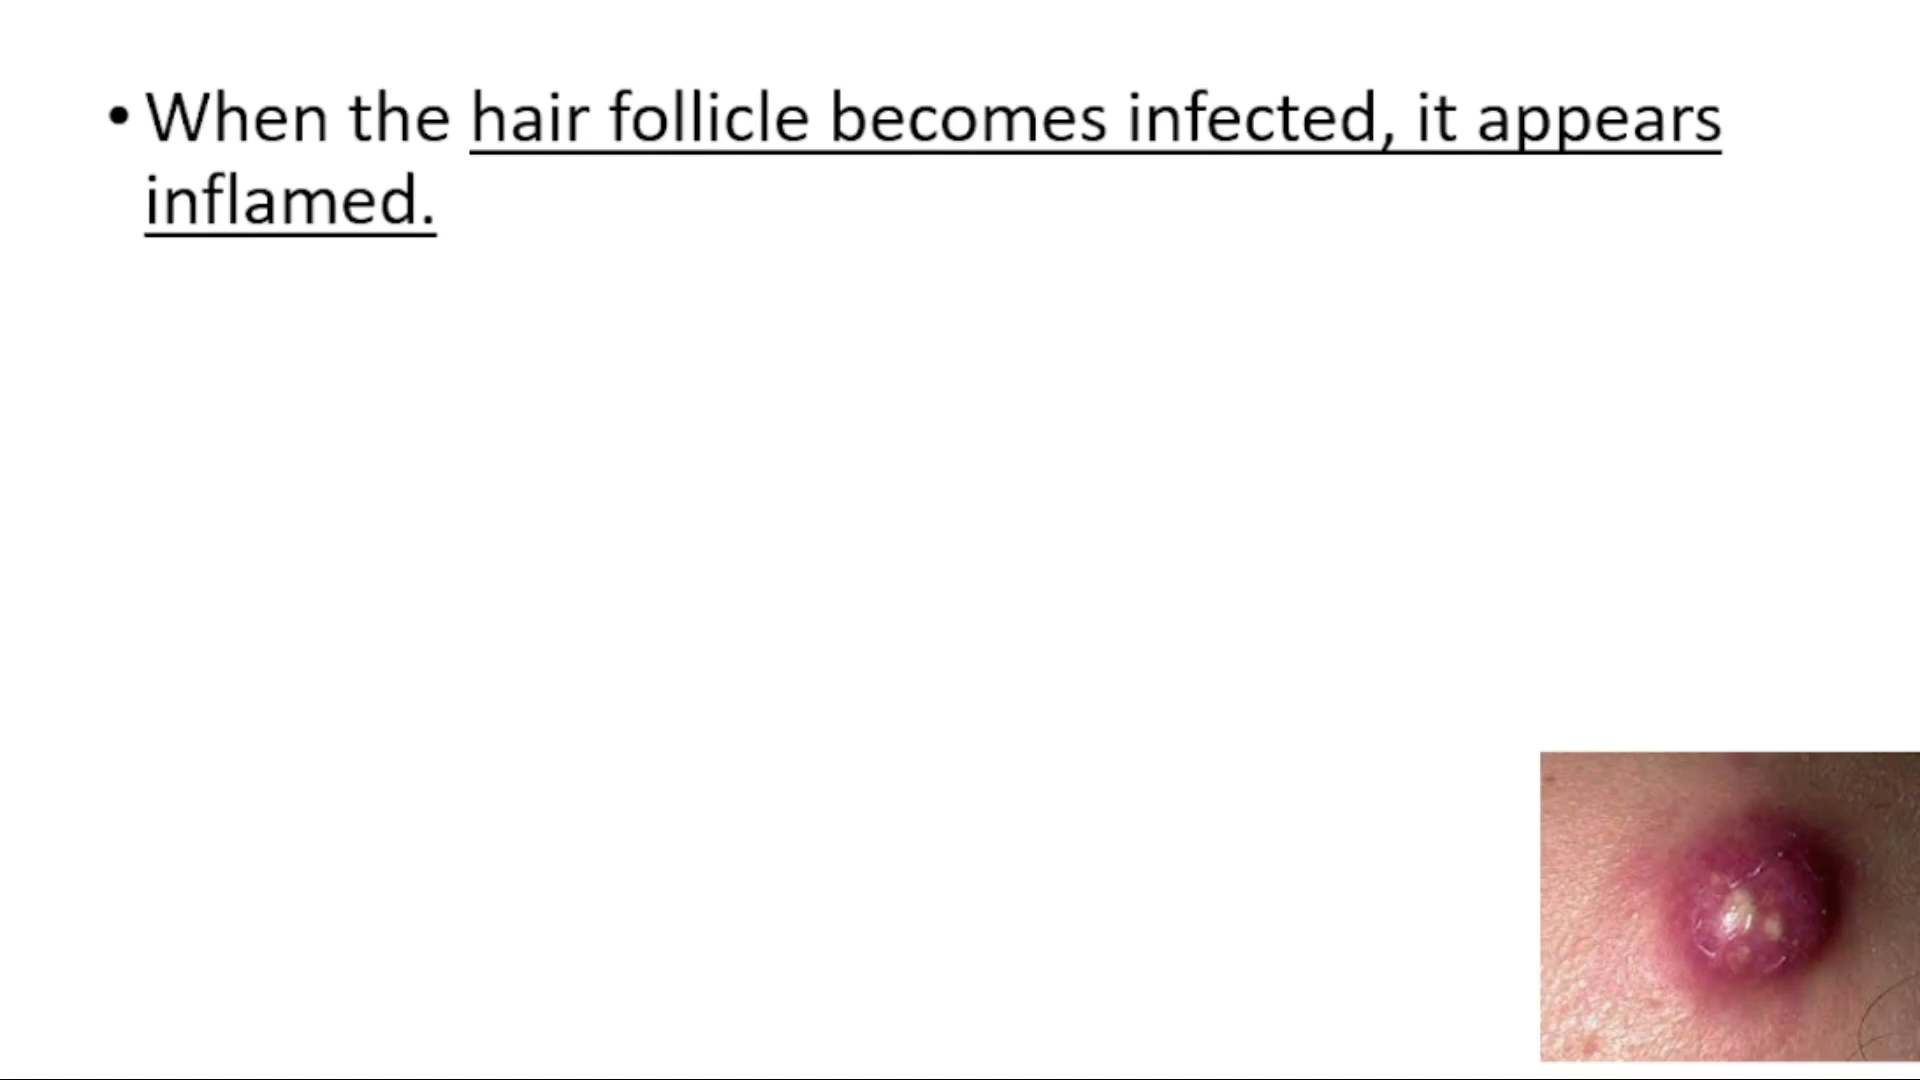 • When the hair follicle becomes infected, it appears
inflamed.